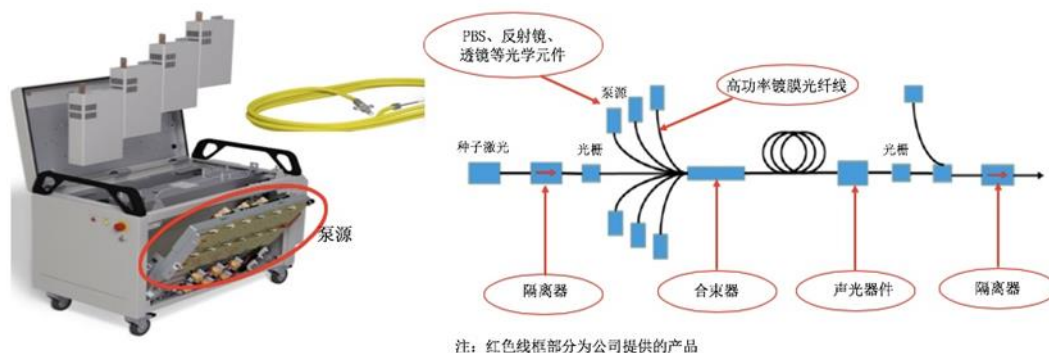 PBS、反射镜、
透镜等光学元件
泵源
高功率镀膜光纤线
种子激光
光栅
光栅
泵源
隔离器
合束器
声光器件
隔离器
注：红色线框部分为公司提供的产品